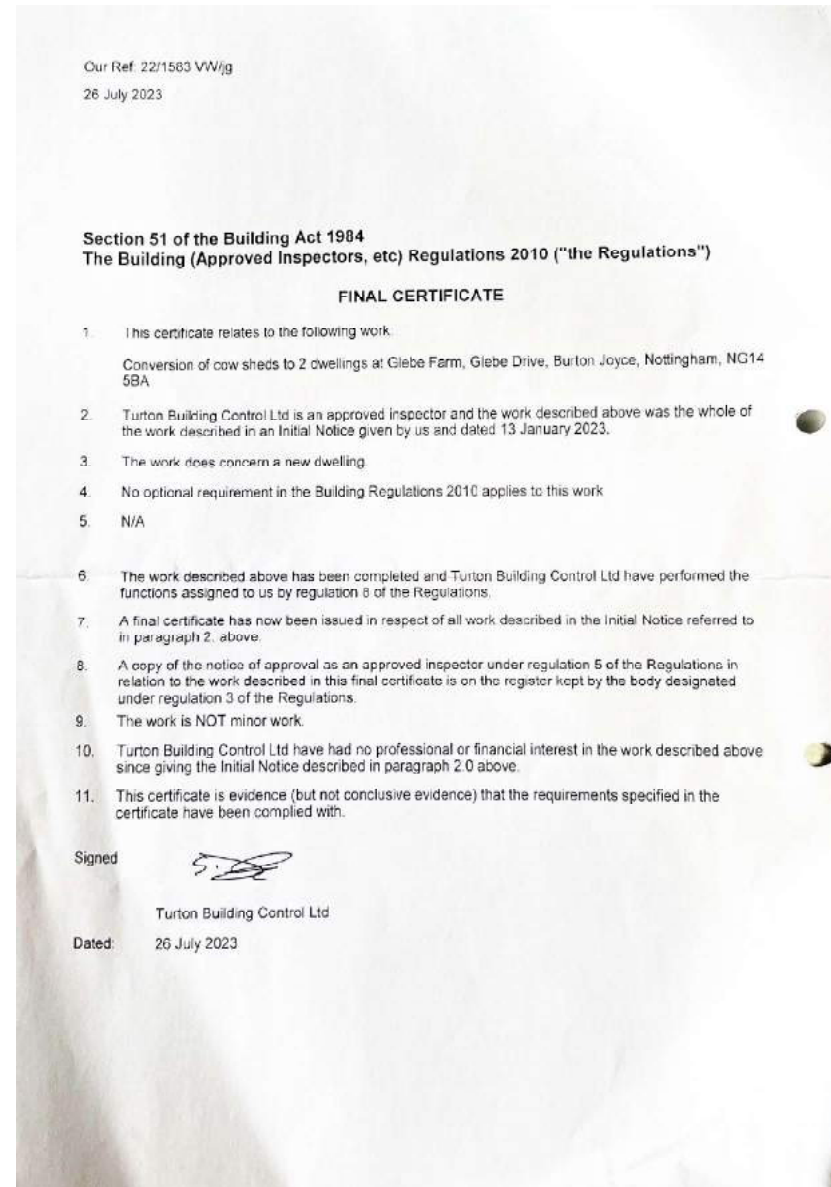 Our Ref: 22/1563 VW/jg
26 July 2023
Section 51 of the Building Act 1984
The Building (Approved Inspectors, etc) Regulations 2010 ("the Regulations")
FINAL CERTIFICATE
1. This certificate relates to the following work.
Conversion of cow sheds to 2 dwellings at Glebe Farm, Glebe Drive, Burton Joyce, Nottingham, NG14
5BA
2. Turton Building Control Ltd is an approved inspector and the work described above was the whole of
the work described in an Initial Notice given by us and dated 13 January 2023.
3. The work does concern a new dwelling
4. No optional requirement in the Building Regulations 2010 applies to this work
5. N/A
6. The work described above has been completed and Turton Building Control Ltd have performed the
functions assigned to us by regulation 8 of the Regulations.
7. A final certificate has now been issued in respect of all work described in the Initial Notice referred to
in paragraph 2. above.
8. A copy of the notice of approval as an approved inspector under regulation 5 of the Regulations in
relation to the work described in this final certificate is on the register kept by the body designated
under regulation 3 of the Regulations.
9. The work is NOT minor work.
10. Turton Building Control Ltd have had no professional or financial interest in the work described above
since giving the Initial Notice described in paragraph 2.0 above.
11. This certificate is evidence (but not conclusive evidence) that the requirements specified in the
certificate have been complied with.
Signed
Turton Building Control Ltd
Dated: 26 July 2023